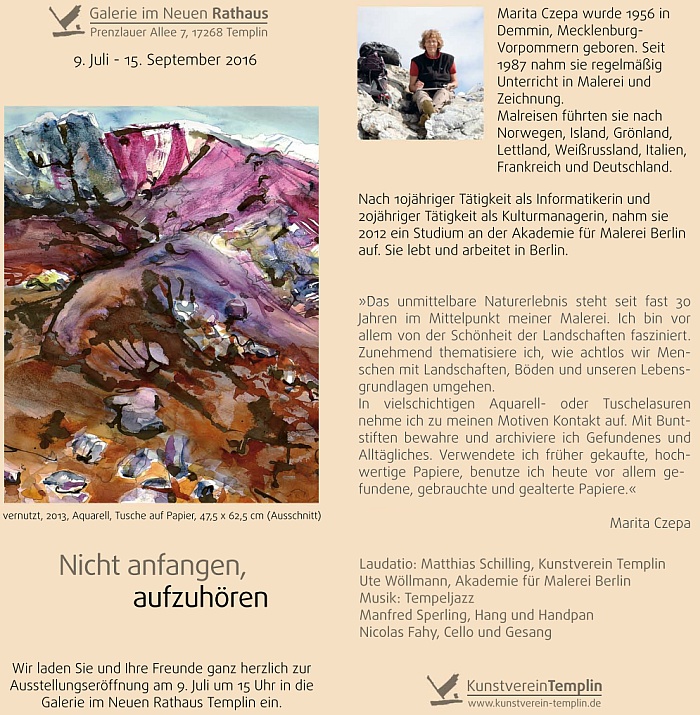 Galerie im Neuen Rathaus
Prenzlauer Allee 7, 17268 Templin
9. Juli - 15. September 2016
vernutzt, 2013, Aquarell, Tusche auf Papier, 47,5 x 62,5 cm (Ausschnitt)
Nicht anfangen,
aufzuhören
Wir laden Sie und Ihre Freunde ganz herzlich zur
Ausstellungseröffnung am 9. Juli um 15 Uhr in die
Galerie im Neuen Rathaus Templin ein.
Marita Czepa wurde 1956 in
Demmin, Mecklenburg-
Vorpommern geboren. Seit
1987 nahm sie regelmäßig
Unterricht in Malerei und
Zeichnung.
Malreisen führten sie nach
Norwegen, Island, Grönland,
Lettland, Weißrussland, Italien,
Frankreich und Deutschland.
Nach 10jähriger Tätigkeit als Informatikerin und
20jähriger Tätigkeit als Kulturmanagerin, nahm sie
2012 ein Studium an der Akademie für Malerei Berlin
auf. Sie lebt und arbeitet in Berlin.
»Das unmittelbare Naturerlebnis steht seit fast 30
Jahren im Mittelpunkt meiner Malerei. Ich bin vor
allem von der Schönheit der Landschaften fasziniert.
Zunehmend thematisiere ich, wie achtlos wir Men-
schen mit Landschaften, Böden und unseren Lebens-
grundlagen umgehen.
In vielschichtigen Aquarell- oder Tuschelasuren
nehme ich zu meinen Motiven Kontakt auf. Mit Bunt-
stiften bewahre und archiviere ich Gefundenes und
Alltägliches. Verwendete ich früher gekaufte, hoch-
wertige Papiere, benutze ich heute vor allem ge-
fundene, gebrauchte und gealterte Papiere.«
Marita Czepa
Laudatio: Matthias Schilling, Kunstverein Templin
Ute Wöllmann, Akademie für Malerei Berlin
Musik: Tempeljazz
Manfred Sperling, Hang und Handpan
Nicolas Fahy, Cello und Gesang
KunstvereinTemplin
www.kunstverein-templin.de